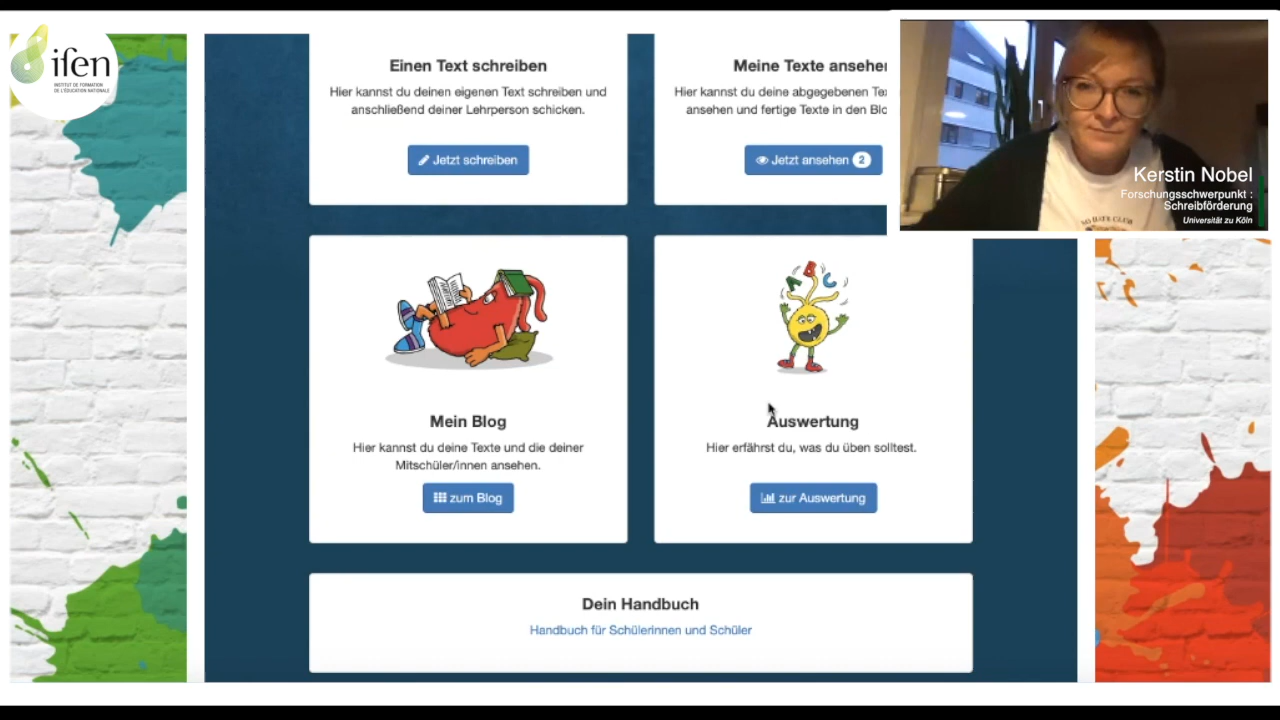 ifen
INSTITUT DE FORMATION
DE L'ÉDUCATION NATIONALE
Einen Text schreiben
Hier kannst du deinen eigenen Text schreiben und
anschließend deiner Lehrperson schicken.
Jetzt schreiben
Meine Texte ansehen
Hier kannst du deine abgegebenen Tex
ansehen und fertige Texte in den Blo
Jetzt ansehen 2
Kerstin Nobel
Forschungsschwerpunkt :
Schreibförderung
Universität zu Köln
A B C
Mein Blog
Hier kannst du deine Texte und die deiner
Mitschüler/innen ansehen.
zum Blog
Auswertung
Hier erfährst du, was du üben solltest.
zur Auswertung
Dein Handbuch
Handbuch für Schülerinnen und Schüler